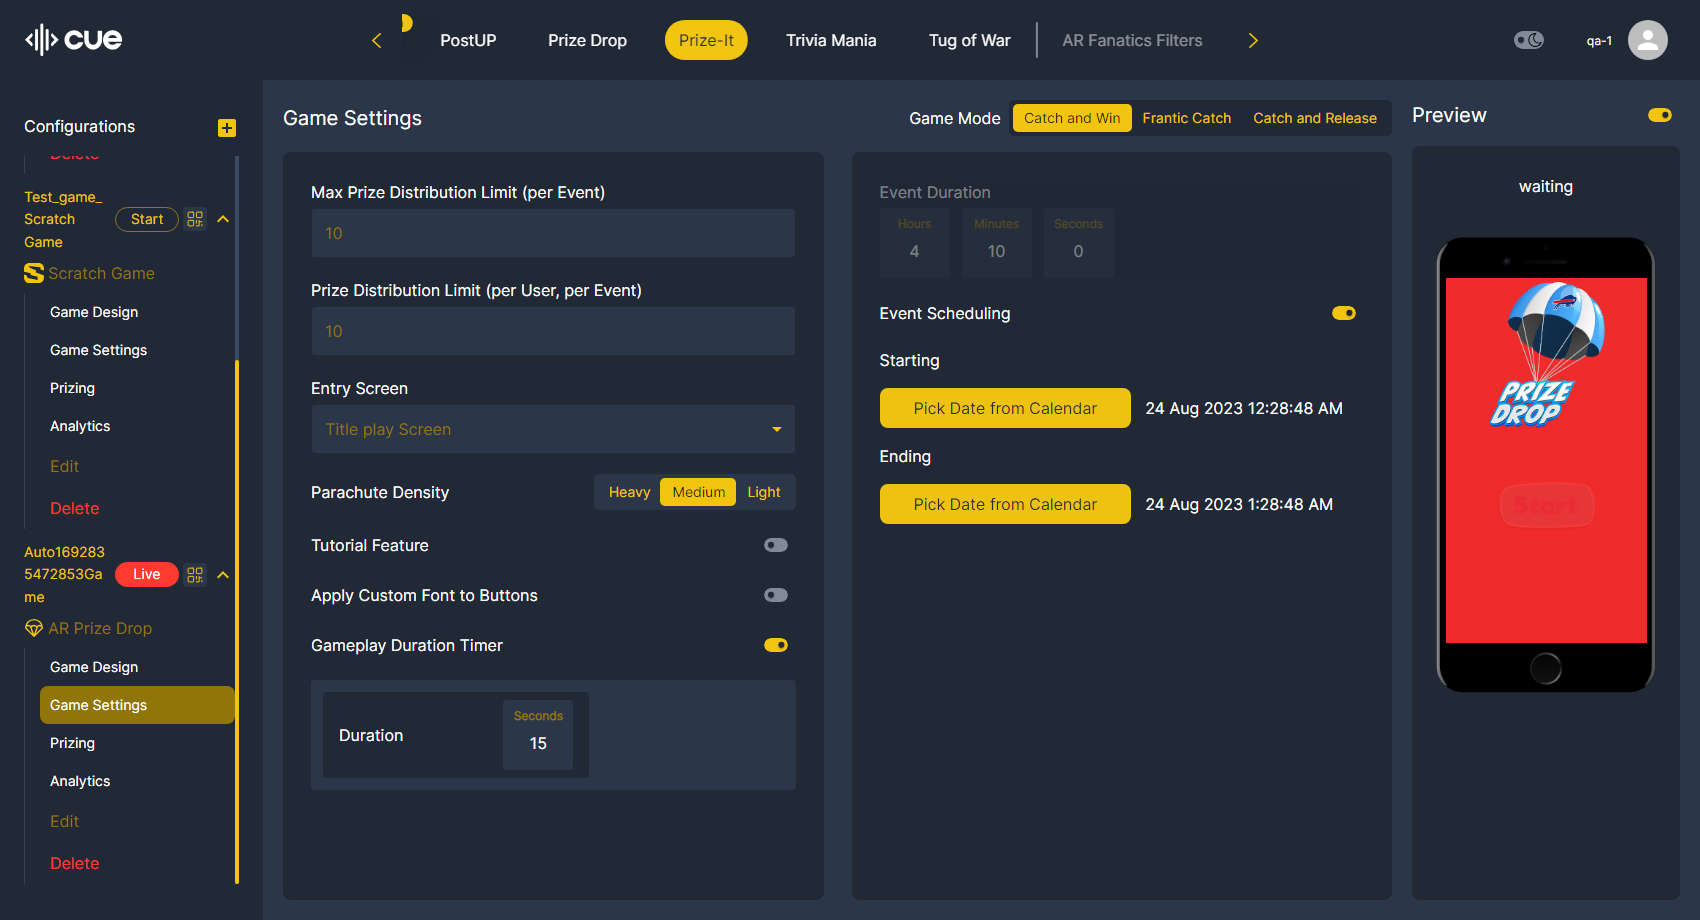 cue
PostUP
Prize Drop
Prize-It
Trivia Mania
Tug of War
AR Fanatics Filters
qa-1
Configurations
Delete
Test_game_
Scratch
Game
Start
Scratch Game
Game Design
Game Settings
Prizing
Analytics
Edit
Delete
Auto169283
5472853Ga
me
Live
AR Prize Drop
Game Design
Game Settings
Prizing
Analytics
Edit
Delete
Game Settings
Game Mode
Catch and Win
Frantic Catch
Catch and Release
Max Prize Distribution Limit (per Event)
10
Prize Distribution Limit (per User, per Event)
10
Entry Screen
Title play Screen
Parachute Density
Heavy
Medium
Light
Tutorial Feature
Apply Custom Font to Buttons
Gameplay Duration Timer
Duration
Seconds
15
Event Duration
Hours
4
Minutes
10
Seconds
0
Event Scheduling
Starting
Pick Date from Calendar
24 Aug 2023 12:28:48 AM
Ending
Pick Date from Calendar
24 Aug 2023 1:28:48 AM
Preview
waiting
PRIZE
DROP
Start